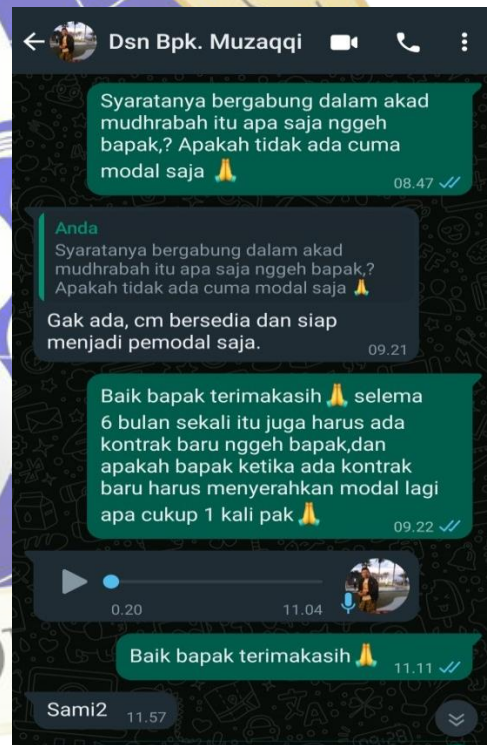 Dsn Bpk. Muzaqqi
Syaratanya bergabung dalam akad
mudhrabah itu apa saja nggeh
bapak,? Apakah tidak ada cuma
modal saja 🙏
08.47
Anda
Syaratanya bergabung dalam akad
mudhrabah itu apa saja nggeh bapak,?
Apakah tidak ada cuma modal saja 🙏
Gak ada, cm bersedia dan siap
menjadi pemodal saja.
09.21
Baik bapak terimakasih 🙏 selema
6 bulan sekali itu juga harus ada
kontrak baru nggeh bapak,dan
apakah bapak ketika ada kontrak
baru harus menyerahkan modal lagi
apa cukup 1 kali pak 🙏
09.22
0.20 11.04
Baik bapak terimakasih 🙏 11.11
Sami2 11.57